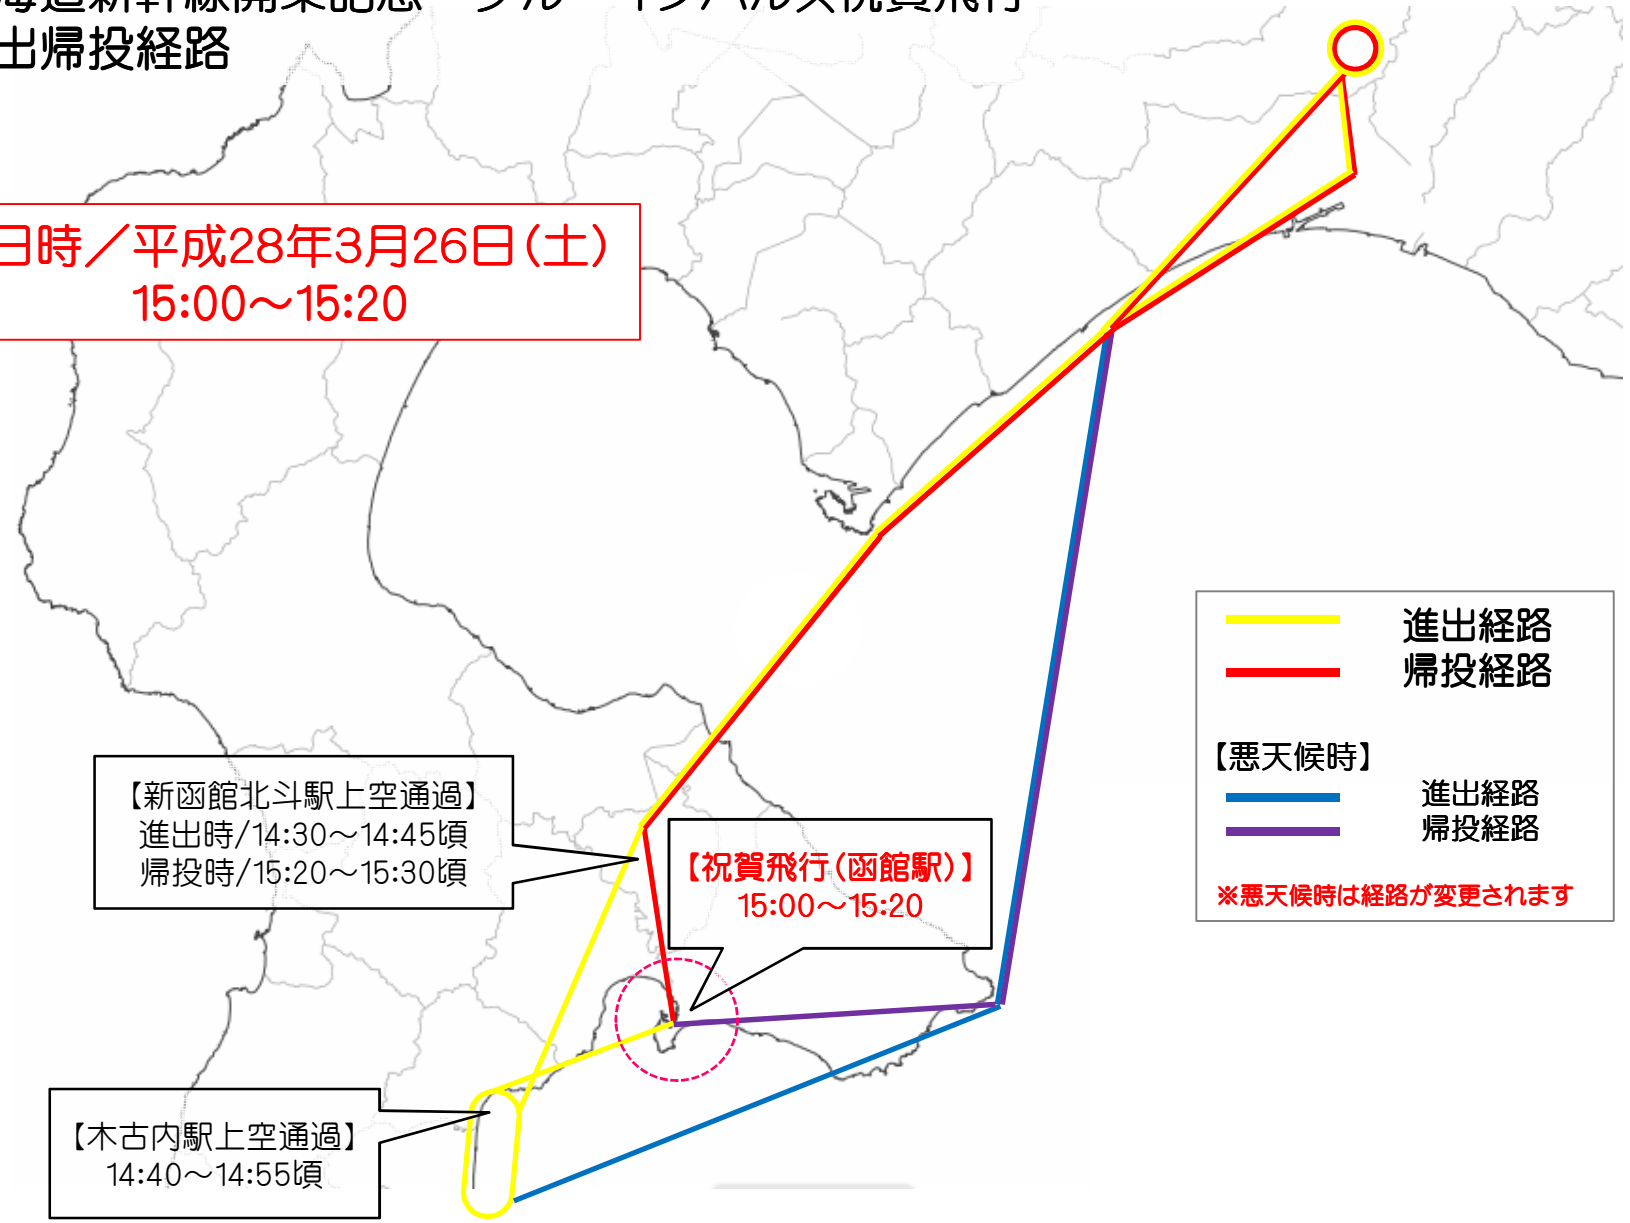 出帰投経路
日時／平成28年3月26日(土)
15:00～15:20
進出経路
帰投経路
【悪天候時】
進出経路
帰投経路
※悪天候時は経路が変更されます
【新函館北斗駅上空通過】
進出時/14:30～14:45頃
帰投時/15:20～15:30頃
【祝賀飛行(函館駅)】
15:00～15:20
【木古内駅上空通過】
14:40～14:55頃